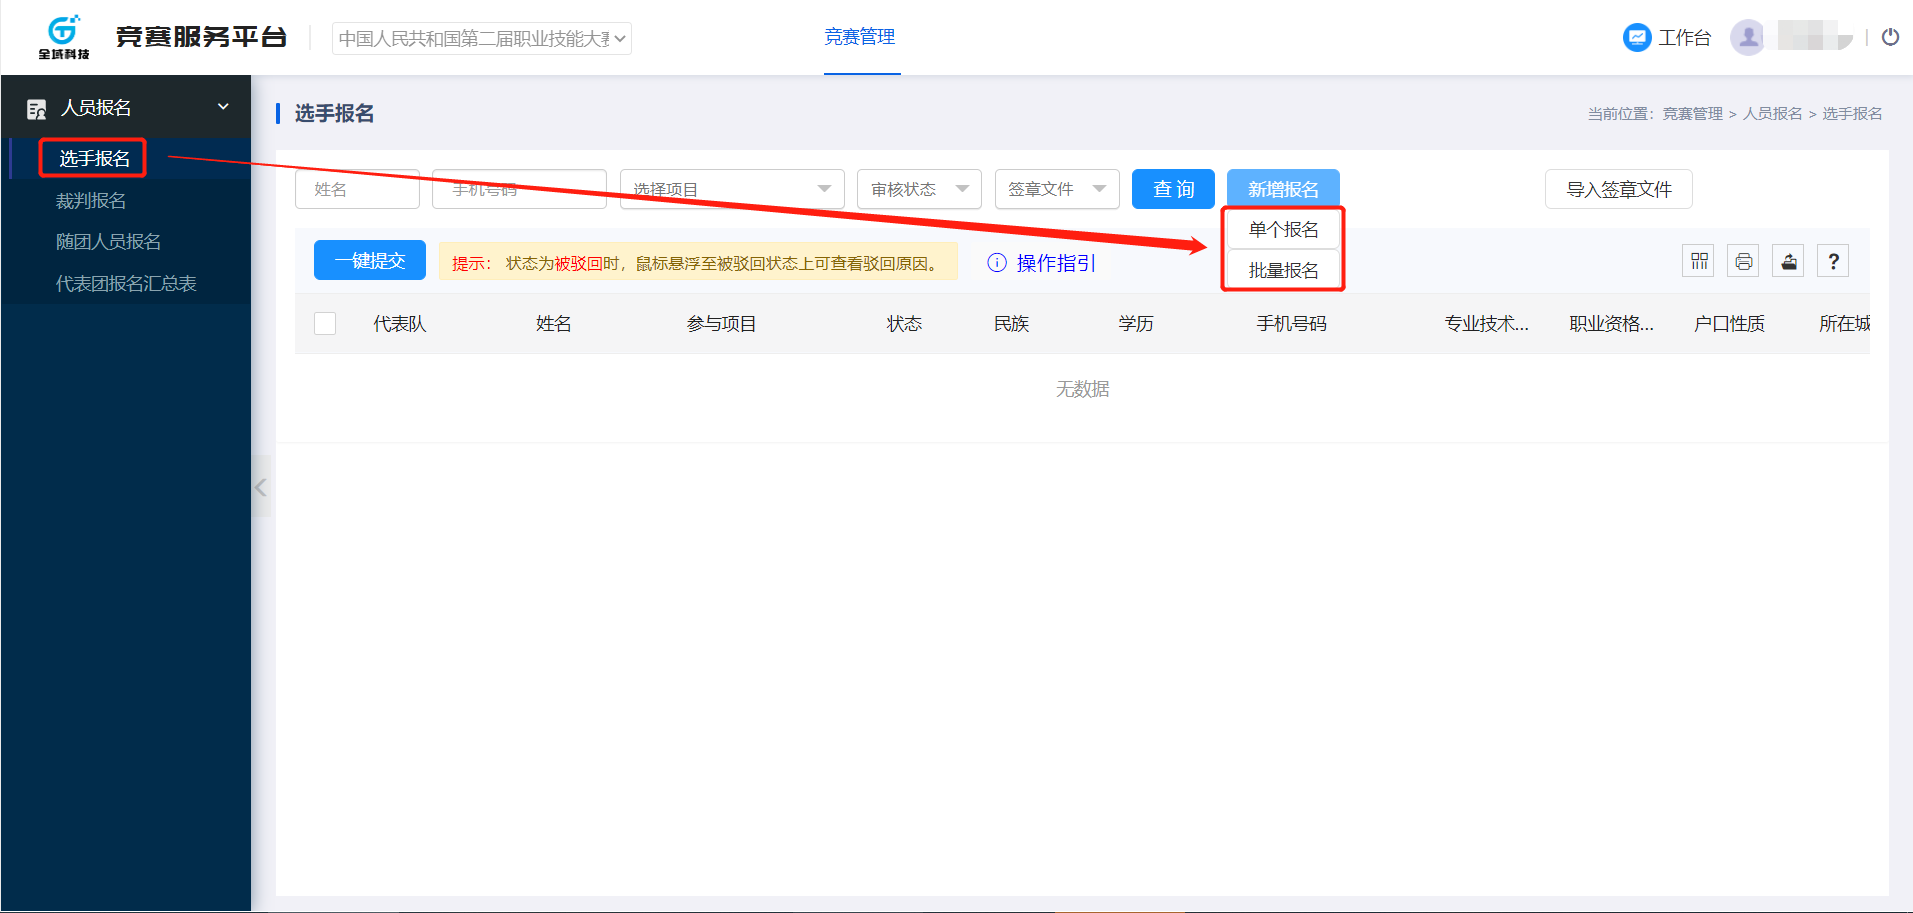 全域科技
竞赛服务平台
中国人民共和国第二届职业技能大赛
竞赛管理
工作台
人员报名
选手报名
裁判报名
随团人员报名
代表团报名汇总表
选手报名
当前位置：竞赛管理 > 人员报名 > 选手报名
姓名
手机号码
选择项目
审核状态
签章文件
查 询
新增报名
导入签章文件
单个报名
批量报名
一键提交
提示： 状态为被驳回时，鼠标悬浮至被驳回状态上可查看驳回原因。
操作指引
?
代表队 姓名 参与项目 状态 民族 学历 手机号码 专业技术... 职业资格... 户口性质 所在城
无数据